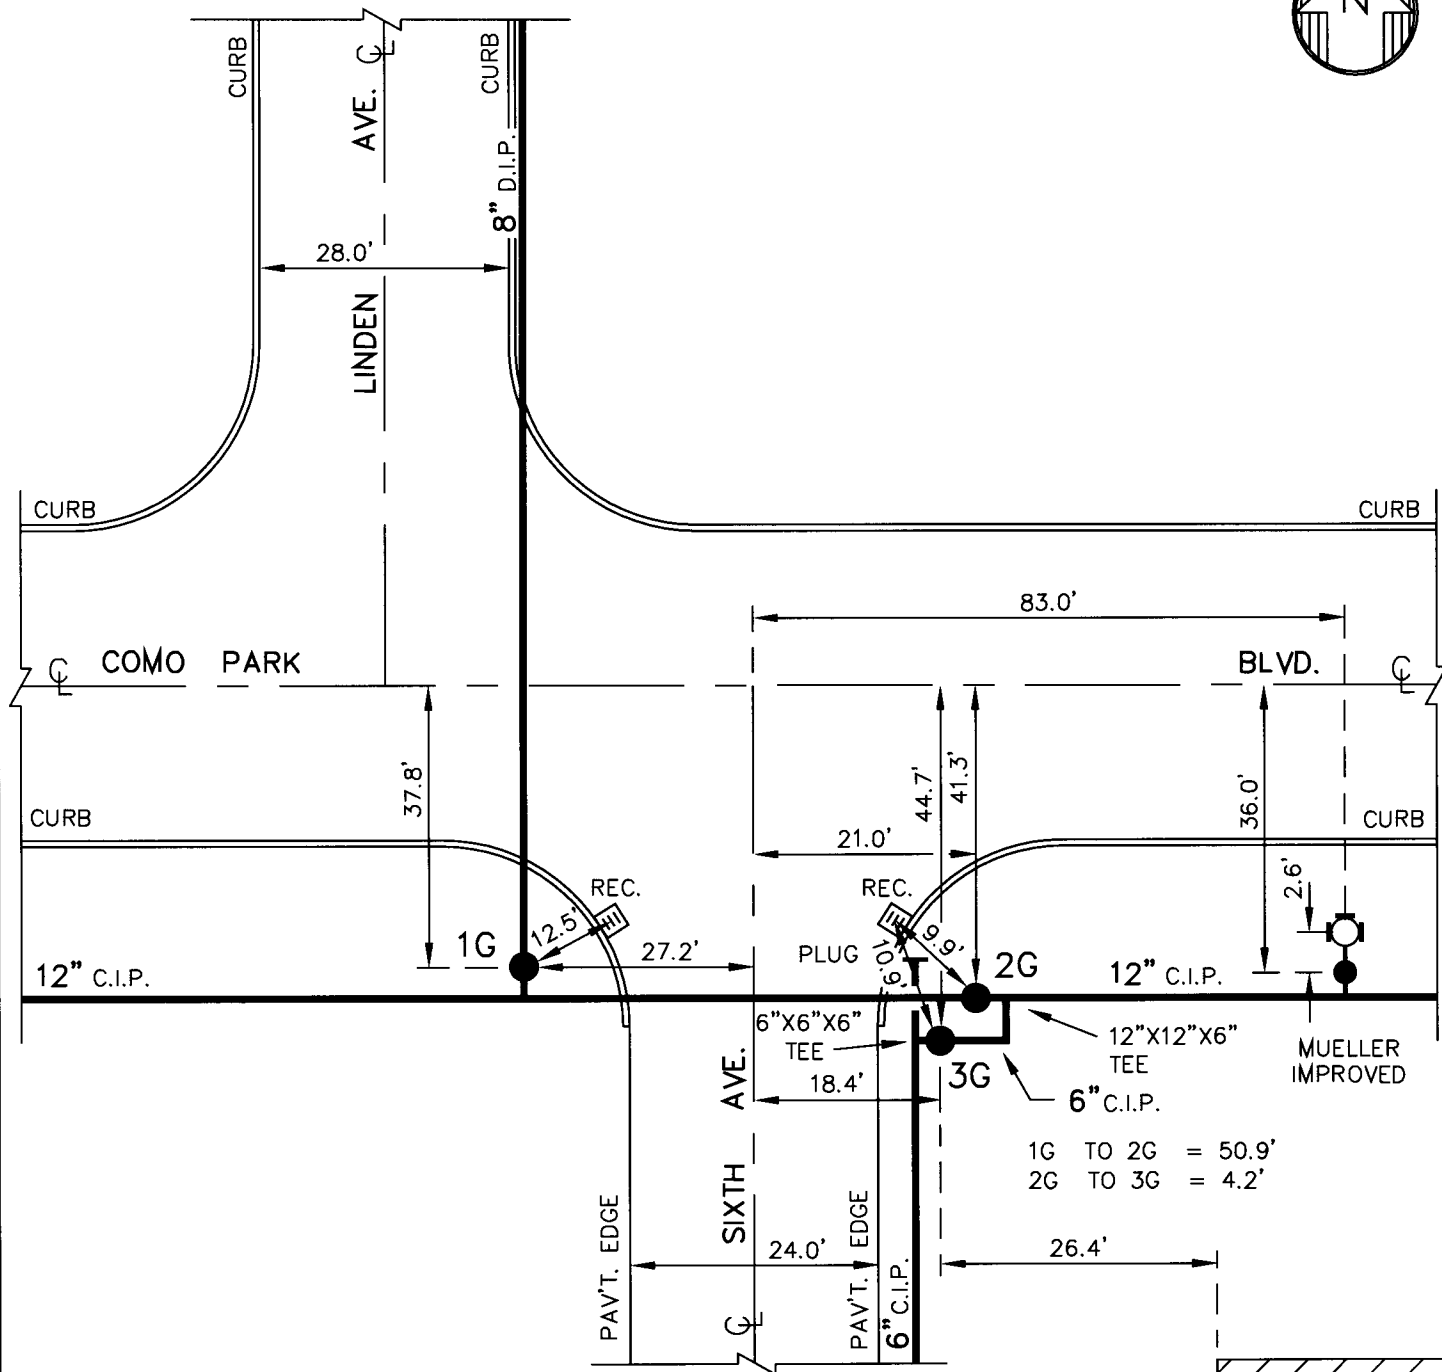 N
CURB
℄
AVE.
LINDEN
CURB
8" D.I.P.
28.0'
CURB
CURB
83.0'
℄
COMO PARK
BLVD.
℄
37.8'
44.7'
41.3'
36.0'
CURB
CURB
21.0'
2.6'
REC.
REC.
12.5'
9.9'
10.9'
1G
27.2'
PLUG
2G
12" C.I.P.
12" C.I.P.
6"X6"X6"
TEE
12"X12"X6"
TEE
MUELLER
IMPROVED
3G
18.4'
6" C.I.P.
1G TO 2G = 50.9'
2G TO 3G = 4.2'
AVE.
SIXTH
PAV'T. EDGE
PAV'T. EDGE
24.0'
26.4'
6" C.I.P.
℄